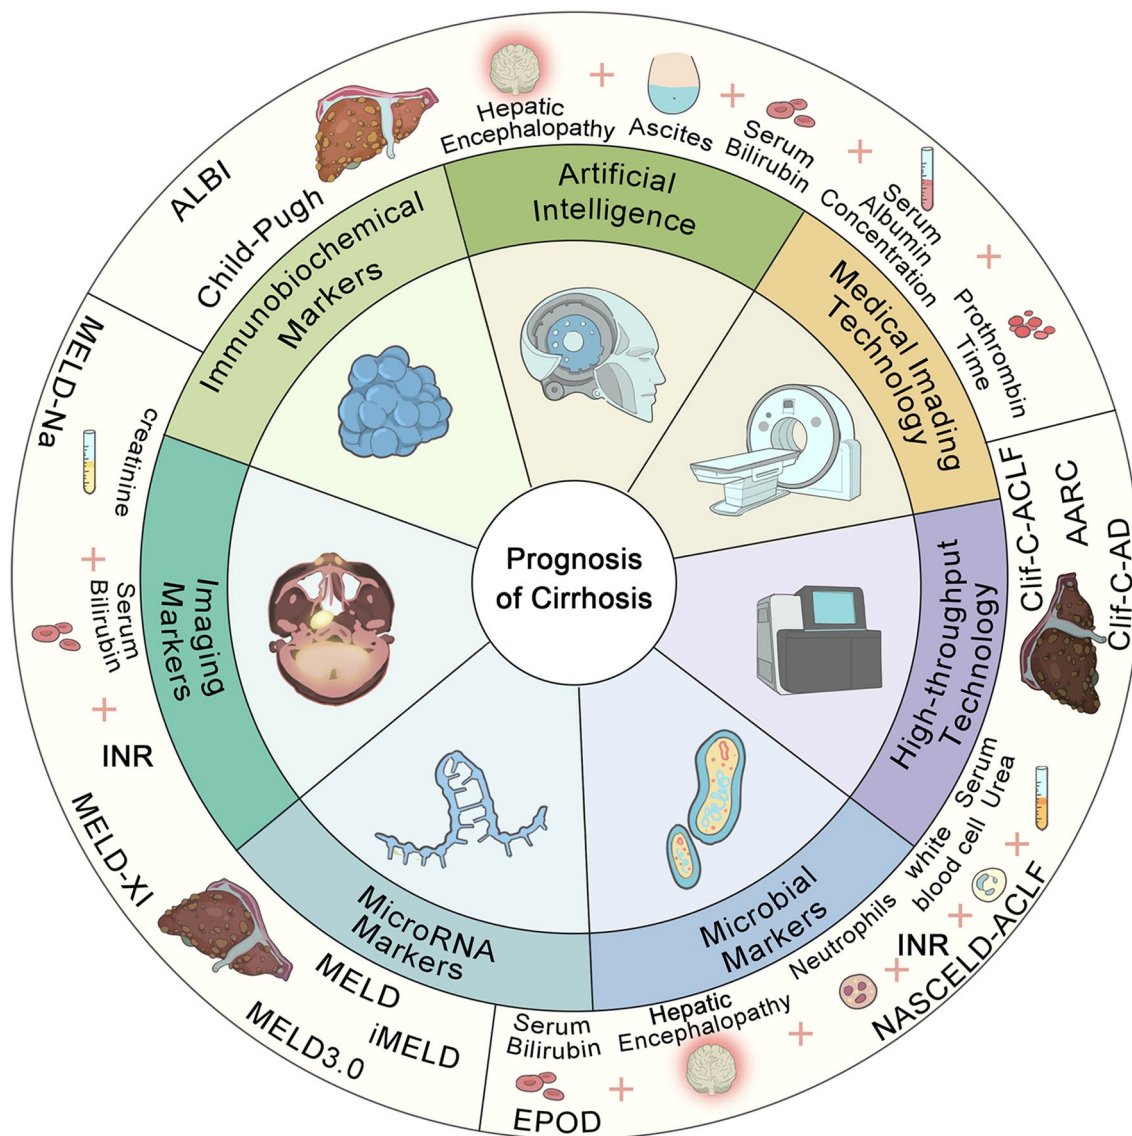 Prognosis
of Cirrhosis
Artificial
Intelligence
Medical Imading
Technology
High-throughput
Technology
Microbial
Markers
MicroRNA
Markers
Imaging
Markers
Immunobiochemical
Markers
ALBI
Child-Pugh
Hepatic
Encephalopathy
+
Ascites
+
Serum
Bilirubin
+
Serum
Albumin
Concentration
+
Prothrombin
Time
Clif-C-ACLF
AARC
Clif-C-AD
Serum
Urea
+
white
blood cell
+
INR
+
Neutrophils
+
Hepatic
Encephalopathy
+
Serum
Bilirubin
NASCELD-ACLF
EPOD
MELD-Na
creatinine
+
Serum
Bilirubin
+
INR
MELD-XI
MELD
iMELD
MELD3.0